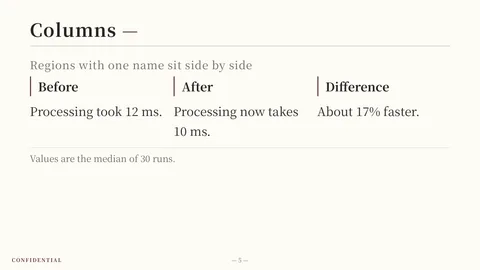 Columns —
Regions with one name sit side by side
Before
Processing took 12 ms.
After
Processing now takes
10 ms.
Difference
About 17% faster.
Values are the median of 30 runs.
CONFIDENTIAL
— 5 —